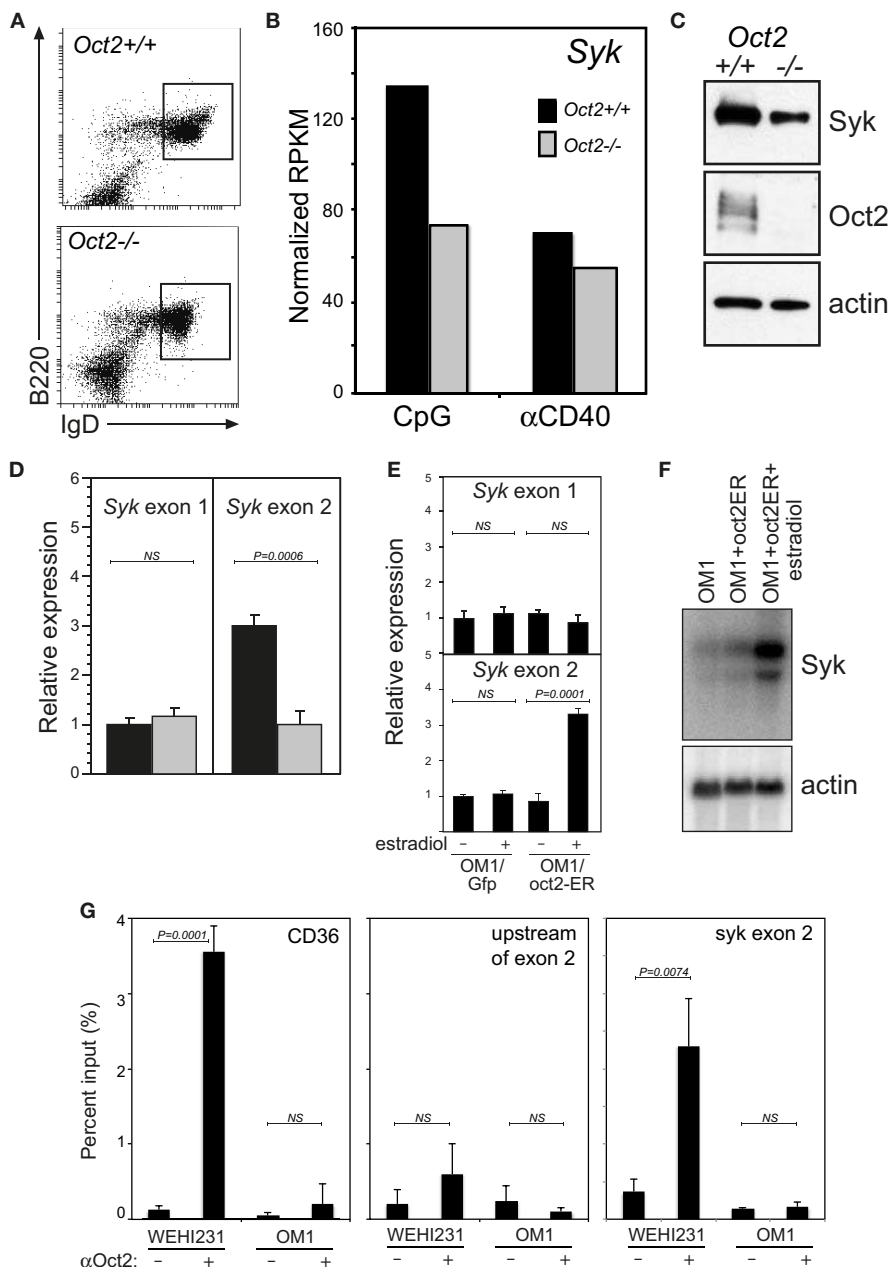 A
Oct2+/+
Oct2-/-
B220
IgD
B
Syk
Normalized RPKM
160
120
80
40
0
Oct2+/+
Oct2-/-
CpG
αCD40
C
Oct2
+/+ -/-
Syk
Oct2
actin
D
Relative expression
6
5
4
3
2
1
0
Syk exon 1
Syk exon 2
NS
P=0.0006
E
Relative expression
5
4
3
2
1
Syk exon 1
NS
NS
5
4
3
2
1
Syk exon 2
NS
P=0.0001
estradiol - + - +
OM1/
Gfp
OM1/
oct2-ER
F
OM1
OM1+oct2ER
OM1+oct2ER+
estradiol
Syk
actin
G
Percent input (%)
4
3
2
1
0
CD36
P=0.0001
NS
upstream
of exon 2
NS
NS
syk exon 2
P=0.0074
NS
WEHI231 OM1 WEHI231 OM1 WEHI231 OM1
αOct2: - + - + - + - + - + - +